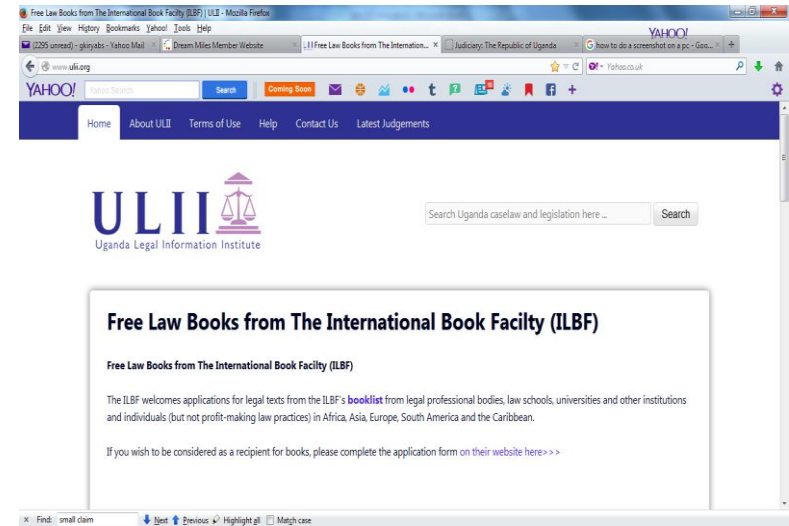 Free Law Books from The International Book Facilty (ILBF) | ULII - Mozilla Firefox
File Edit View History Bookmarks Yahoo! Tools Help
YAHOO!
(2295 unread) - gkiryabs - Yahoo Mail
Dream Miles Member Website
ULII Free Law Books from The Internation...
Judiciary: The Republic of Uganda
how to do a screenshot on a pc - Goo...
www.ulii.org
Yahoo.co.uk
YAHOO! Yahoo Search Search Coming Soon
Home About ULII Terms of Use Help Contact Us Latest Judgements
ULII
Uganda Legal Information Institute
Search Uganda caselaw and legislation here ... Search
Free Law Books from The International Book Facilty (ILBF)
Free Law Books from The International Book Facilty (ILBF)
The ILBF welcomes applications for legal texts from the ILBF's booklist from legal professional bodies, law schools, universities and other institutions
and individuals (but not profit-making law practices) in Africa, Asia, Europe, South America and the Caribbean.
If you wish to be considered as a recipient for books, please complete the application form on their website here>>>
Find: small claim Next Previous Highlight all Match case